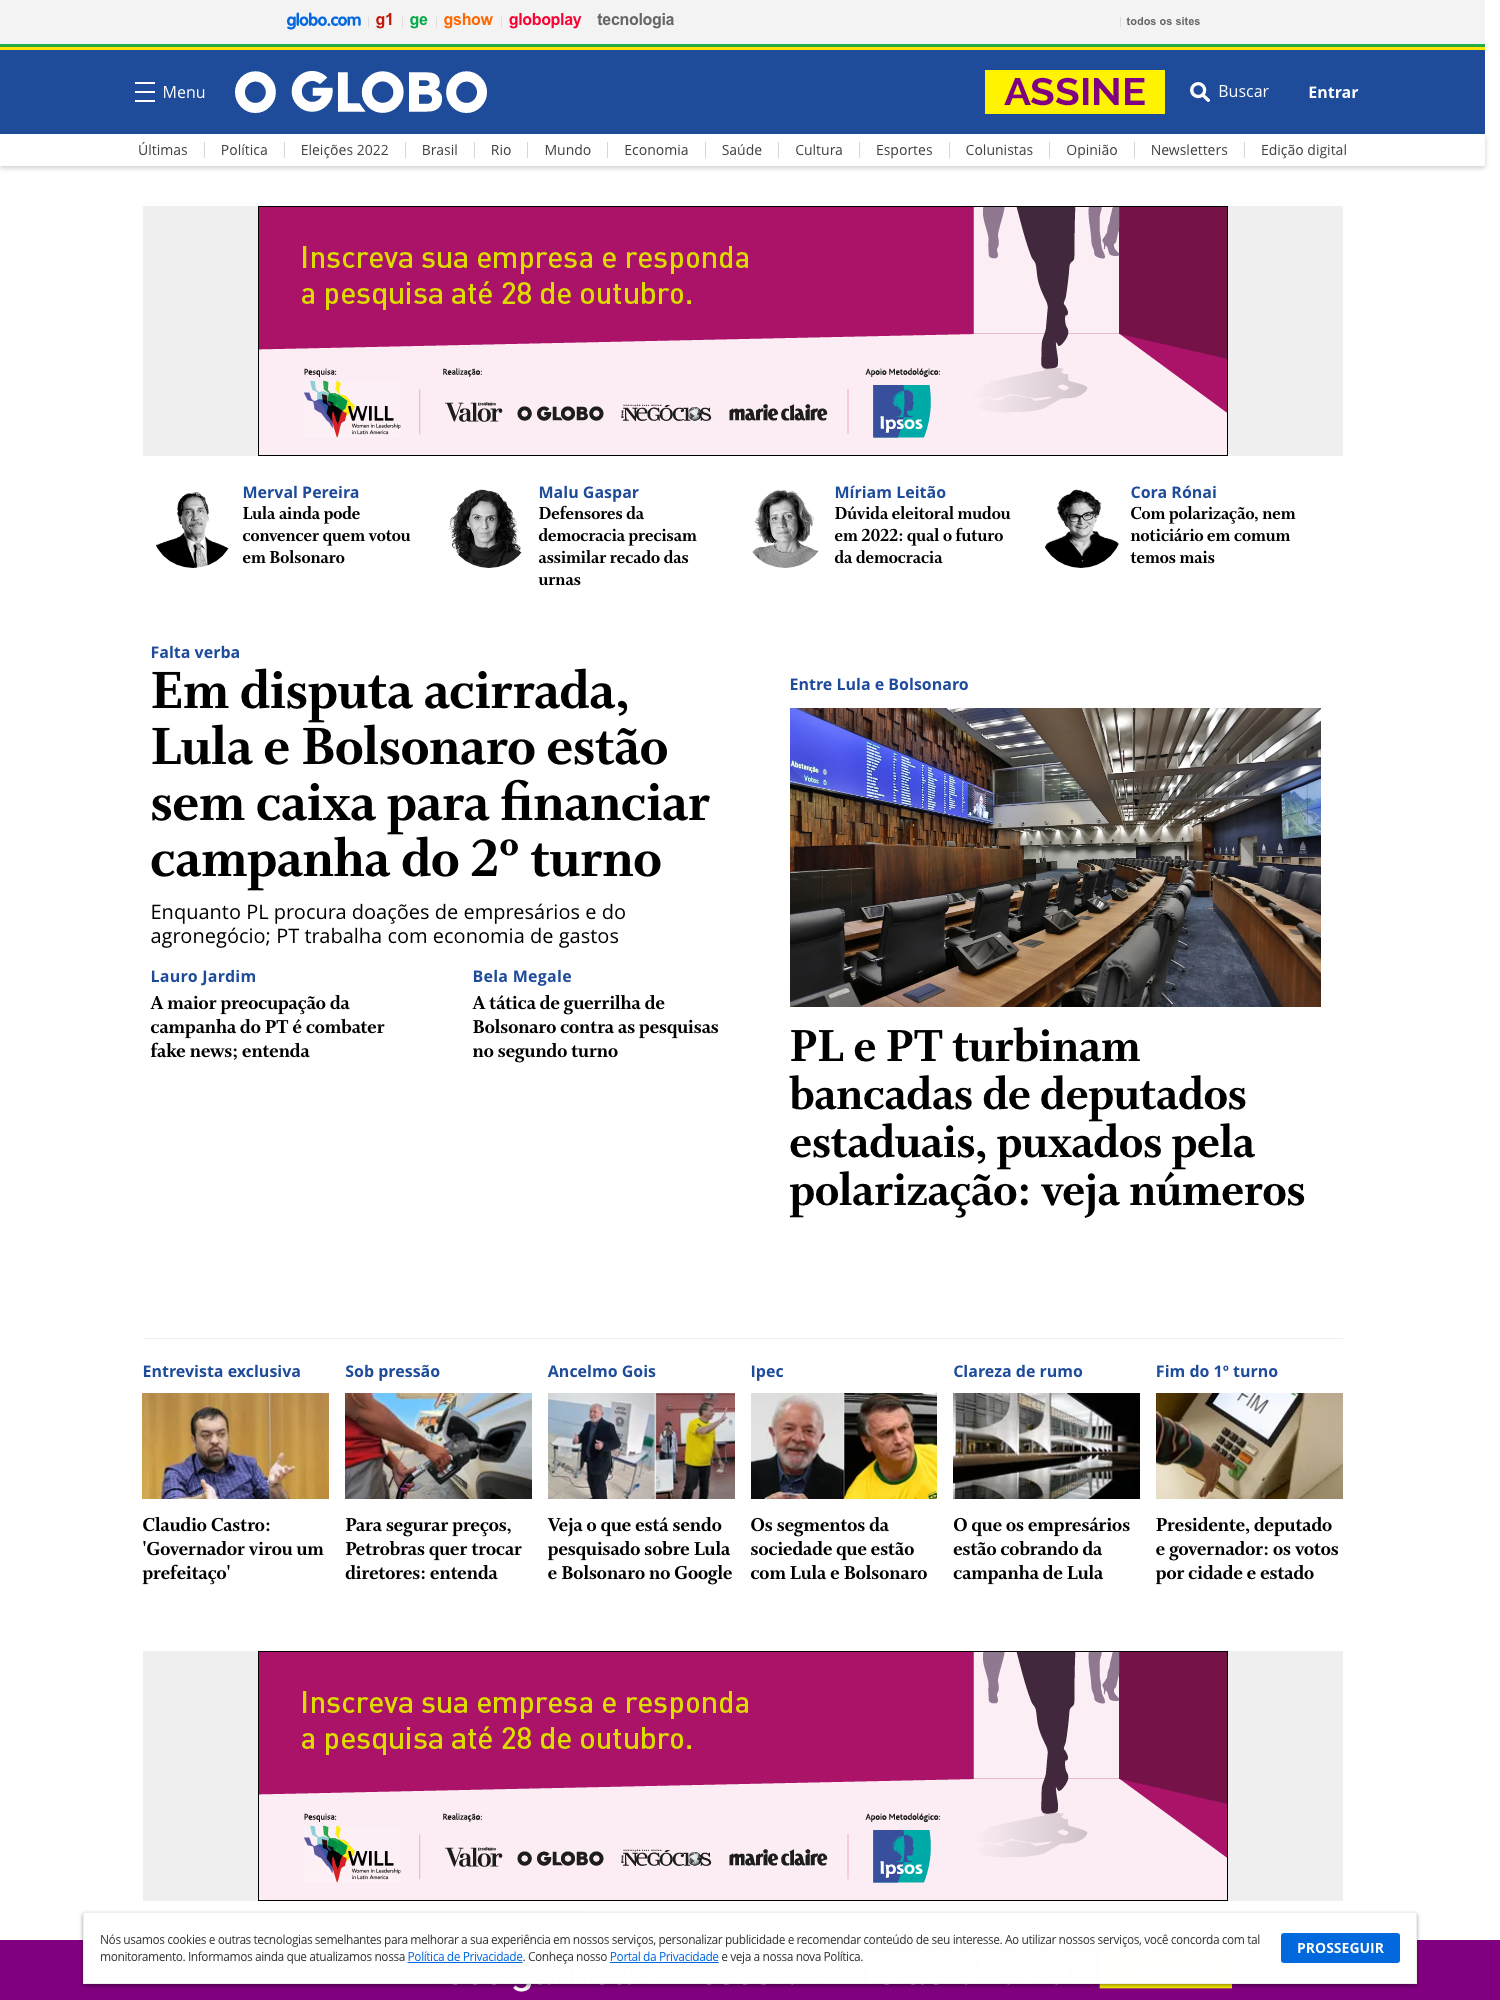 globo.com g1 ge gshow globoplay tecnologia todos os sites
Menu O GLOBO ASSINE Buscar Entrar
Últimas Política Eleições 2022 Brasil Rio Mundo Economia Saúde Cultura Esportes Colunistas Opinião Newsletters Edição digital
Inscreva sua empresa e responda
a pesquisa até 28 de outubro.
Pesquisa: Realização: Apoio Metodológico:
WILL Valor O GLOBO NEGÓCIOS marie claire Ipsos
Women in Leadership
in Latin America
Merval Pereira
Lula ainda pode
convencer quem votou
em Bolsonaro
Malu Gaspar
Defensores da
democracia precisam
assimilar recado das
urnas
Míriam Leitão
Dúvida eleitoral mudou
em 2022: qual o futuro
da democracia
Cora Rónai
Com polarização, nem
noticiário em comum
temos mais
Falta verba
Em disputa acirrada,
Lula e Bolsonaro estão
sem caixa para financiar
campanha do 2º turno
Enquanto PL procura doações de empresários e do
agronegócio; PT trabalha com economia de gastos
Lauro Jardim
A maior preocupação da
campanha do PT é combater
fake news; entenda
Bela Megale
A tática de guerrilha de
Bolsonaro contra as pesquisas
no segundo turno
Entre Lula e Bolsonaro
Abstenção 0
Votos 0
PL e PT turbinam
bancadas de deputados
estaduais, puxados pela
polarização: veja números
Entrevista exclusiva
Claudio Castro:
'Governador virou um
prefeitaço'
Sob pressão
Para segurar preços,
Petrobras quer trocar
diretores: entenda
Ancelmo Gois
Veja o que está sendo
pesquisado sobre Lula
e Bolsonaro no Google
Ipec
Os segmentos da
sociedade que estão
com Lula e Bolsonaro
Clareza de rumo
O que os empresários
estão cobrando da
campanha de Lula
Fim do 1º turno
FIM
Presidente, deputado
e governador: os votos
por cidade e estado
Inscreva sua empresa e responda
a pesquisa até 28 de outubro.
Pesquisa: Realização: Apoio Metodológico:
WILL Valor O GLOBO NEGÓCIOS marie claire Ipsos
Women in Leadership
in Latin America
Nós usamos cookies e outras tecnologias semelhantes para melhorar a sua experiência em nossos serviços, personalizar publicidade e recomendar conteúdo de seu interesse. Ao utilizar nossos serviços, você concorda com tal
monitoramento. Informamos ainda que atualizamos nossa Política de Privacidade. Conheça nosso Portal da Privacidade e veja a nossa nova Política.
PROSSEGUIR